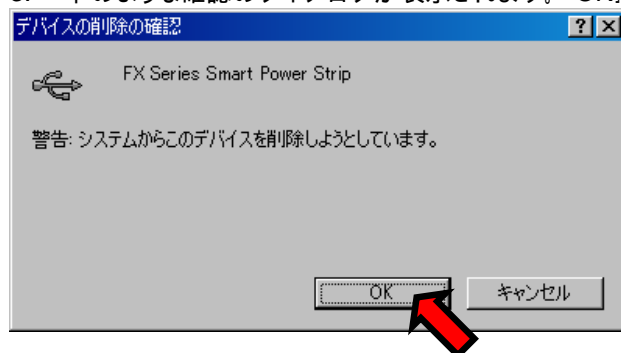 デバイスの削除の確認
FX Series Smart Power Strip
警告: システムからこのデバイスを削除しようとしています。
OK
キャンセル